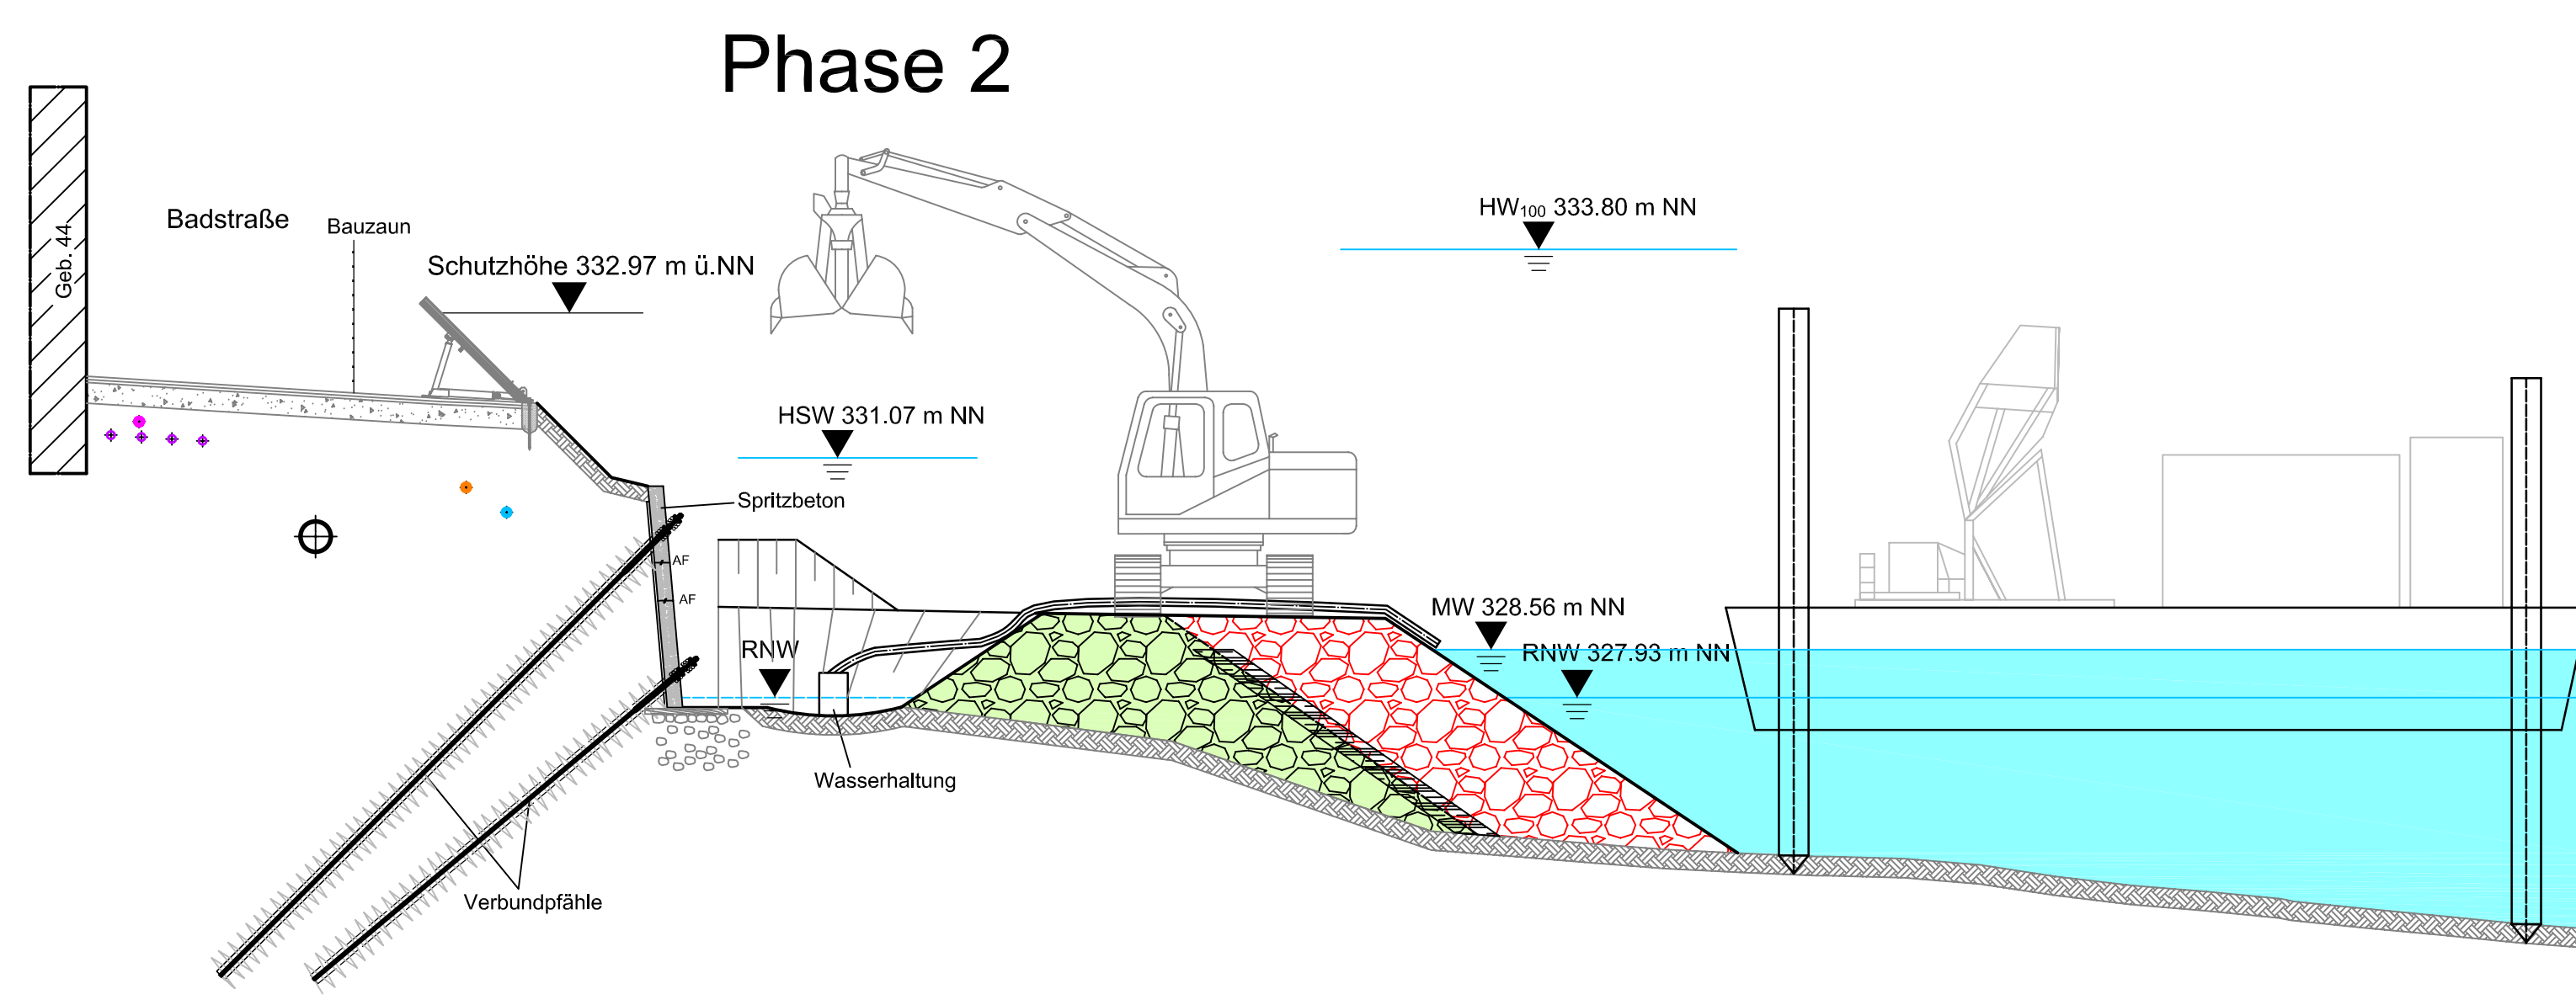 Phase 2
Geb. 44
Badstraße
Bauzaun
Schutzhöhe 332.97 m ü.NN
HW100 333.80 m NN
HSW 331.07 m NN
Spritzbeton
AF
AF
MW 328.56 m NN
RNW
RNW 327.93 m NN
Wasserhaltung
Verbundpfähle